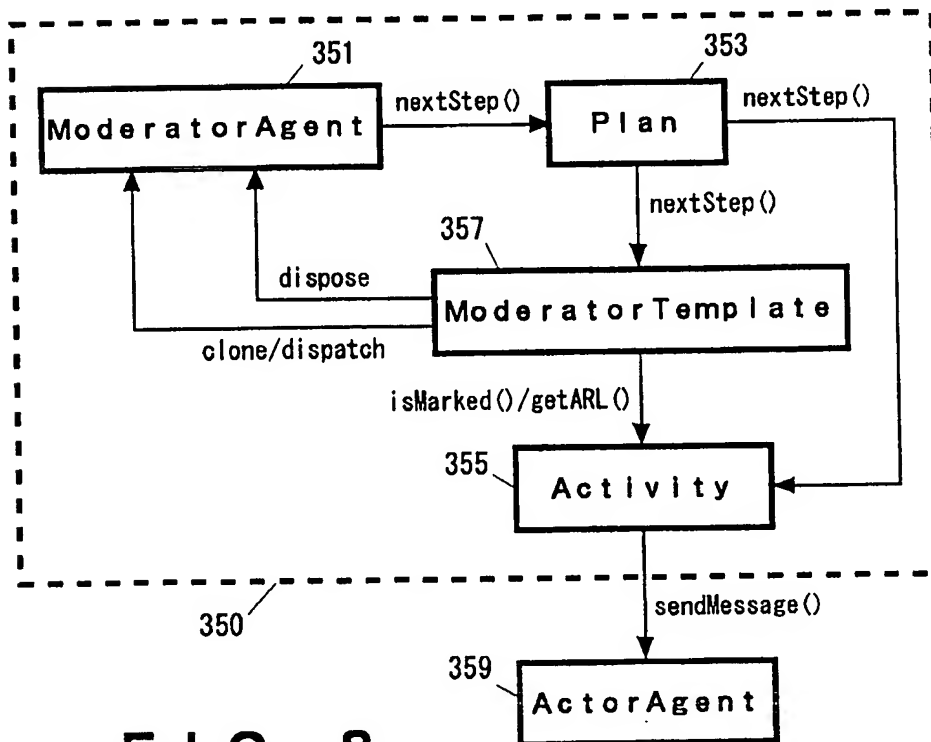 351
353
ModeratorAgent
nextStep()
Plan
nextStep()
nextStep()
357
dispose
ModeratorTemplate
clone/dispatch
isMarked()/getARL()
355
Activity
350
sendMessage()
359
ActorAgent